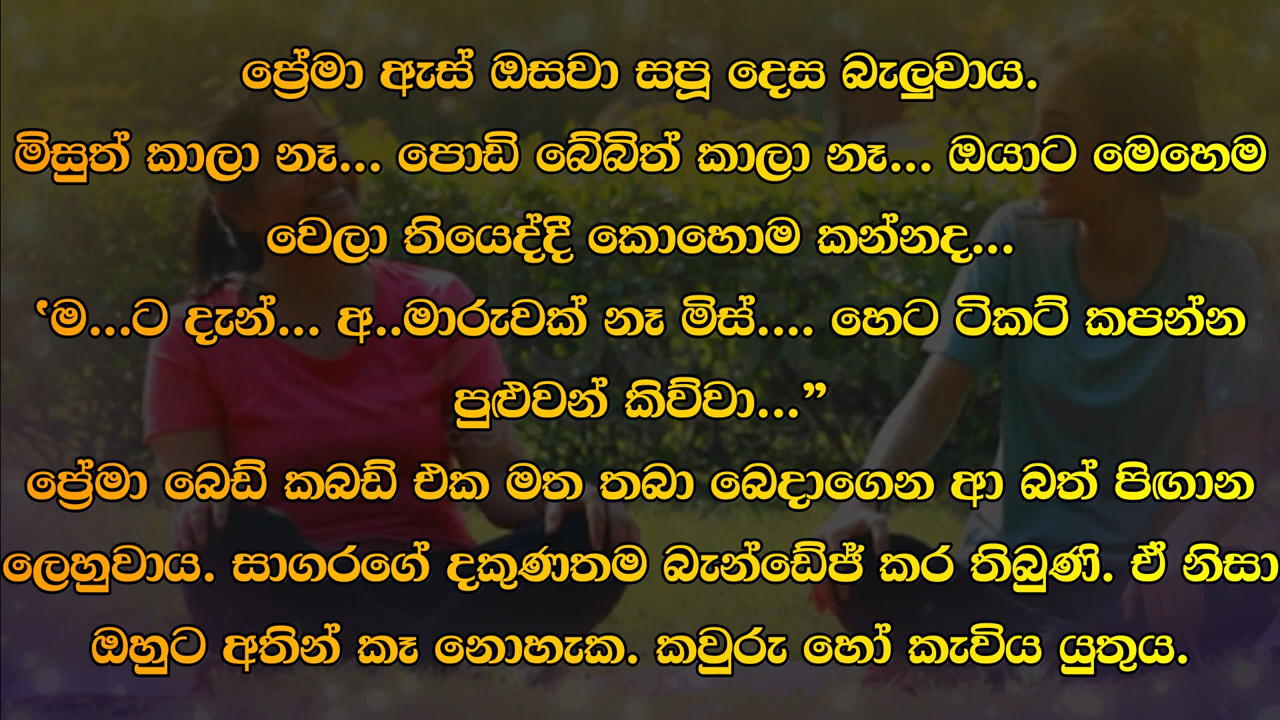 ප්‍රේමා ඇස් ඔසවා සපූ දෙස බැලුවාය.
මිසුත් කාලා නෑ... පොඩි බේබිත් කාලා නෑ... ඔයාට මෙහෙම
වෙලා තියෙද්දී කොහොම කන්නද...
‛ම...ට දැන්... අ..මාරුවක් නෑ මිස්.... හෙට ටිකට් කපන්න
පුළුවන් කිව්වා...”
ප්‍රේමා බෙඩ් කබඩ් එක මත තබා බෙදාගෙන ආ බත් පිඟාන
ලෙහුවාය. සාගරගේ දකුණතම බැන්ඩේජ් කර තිබුණි. ඒ නිසා
ඔහුට අතින් කෑ නොහැක. කවුරු හෝ කැවිය යුතුය.